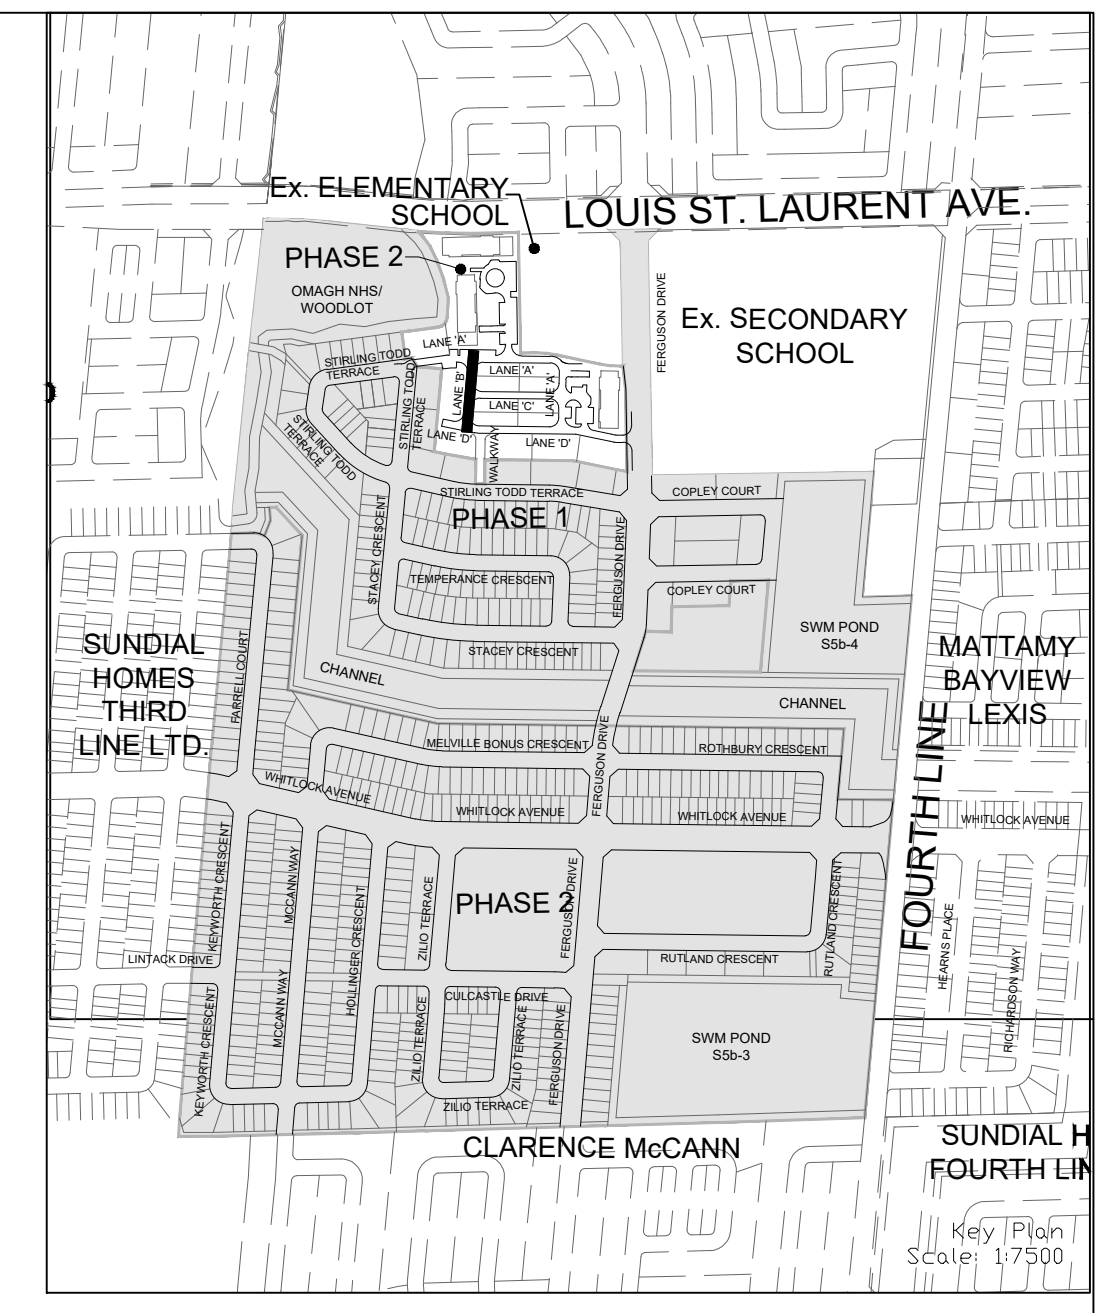 Ex. ELEMENTARY
SCHOOL
LOUIS ST. LAURENT AVE.
PHASE 2
OMAGH NHS/
WOODLOT
FERGUSON DRIVE
Ex. SECONDARY
SCHOOL
LANE 'A'
STIRLING TODD
TERRACE
STIRLING TODD
TERRACE
LANE 'B'
LANE 'A'
LANE 'A'
LANE 'C'
STIRLING TODD
TERRACE
LANE 'D'
WALKWAY
LANE 'D'
STIRLING TODD TERRACE
COPLEY COURT
PHASE 1
STACEY CRESCENT
FERGUSON DRIVE
TEMPERANCE CRESCENT
COPLEY COURT
SWM POND
S5b-4
SUNDIAL
HOMES
THIRD
LINE LTD.
FARRELL COURT
STACEY CRESCENT
MATTAMY
BAYVIEW
LEXIS
CHANNEL
CHANNEL
MELVILLE BONUS CRESCENT
FERGUSON DRIVE
ROTHBURY CRESCENT
FOURTH LINE
WHITLOCK AVENUE
WHITLOCK AVENUE
WHITLOCK AVENUE
WHITLOCK AVENUE
KEYWORTH CRESCENT
MCCANN WAY
HOLLINGER CRESCENT
ZILIO TERRACE
PHASE 2
FERGUSON DRIVE
RUTLAND CRESCENT
HEARNS PLACE
RICHARDSON WAY
LINTACK DRIVE
RUTLAND CRESCENT
KEYWORTH CRESCENT
MCCANN WAY
ZILIO TERRACE
CULCASTLE DRIVE
ZILIO TERRACE
FERGUSON DRIVE
SWM POND
S5b-3
ZILIO TERRACE
CLARENCE McCANN
SUNDIAL H
FOURTH LIN
Key Plan
Scale: 1:7500